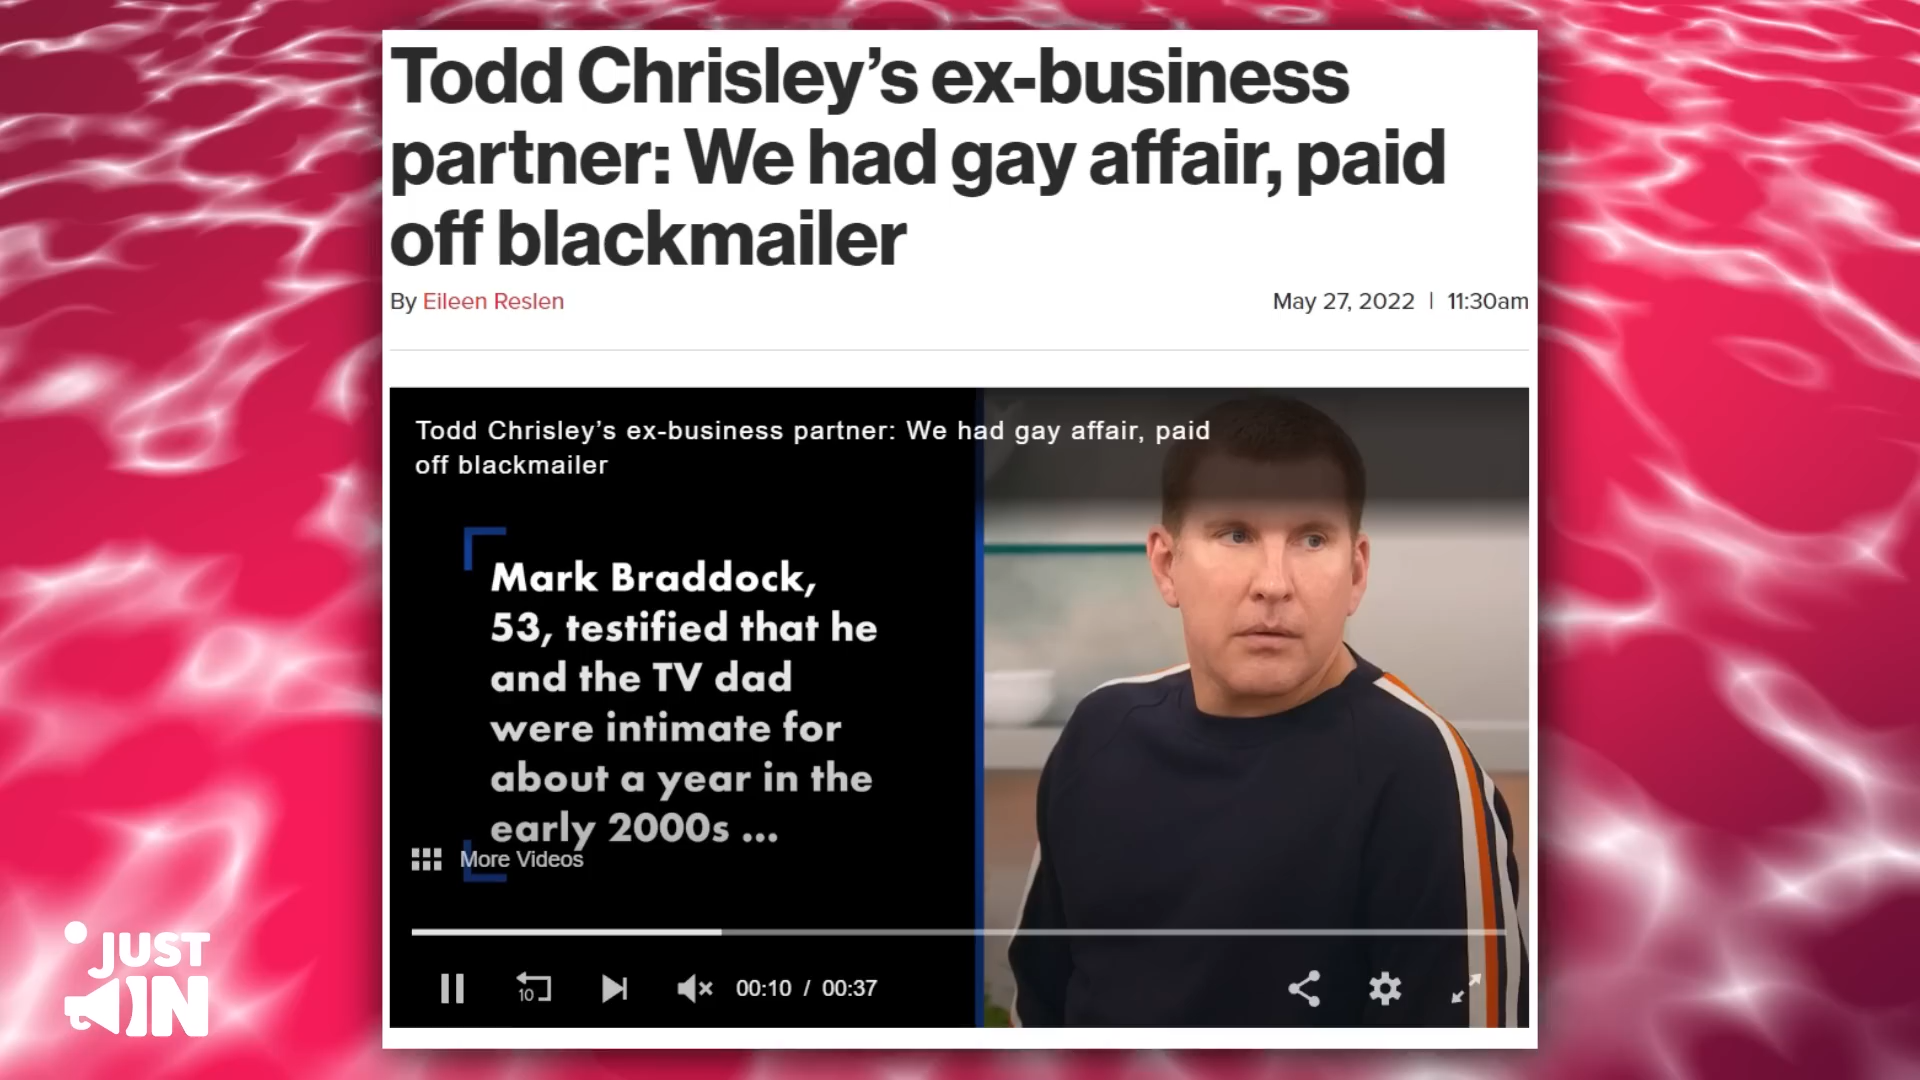 Todd Chrisley’s ex-business
partner: We had gay affair, paid
off blackmailer
By Eileen Reslen
May 27, 2022 | 11:30am
Todd Chrisley’s ex-business partner: We had gay affair, paid
off blackmailer
Mark Braddock,
53, testified that he
and the TV dad
were intimate for
about a year in the
early 2000s ...
More Videos
10
00:10 / 00:37
JUST
IN